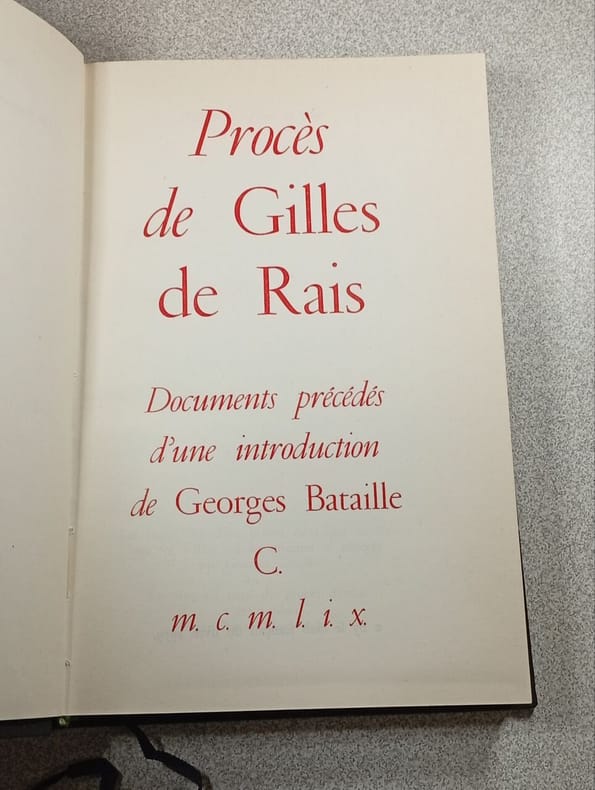 Procès
de Gilles
de Rais
Documents précédés
d'une introduction
de Georges Bataille
C.
m. c. m. l. i. x.